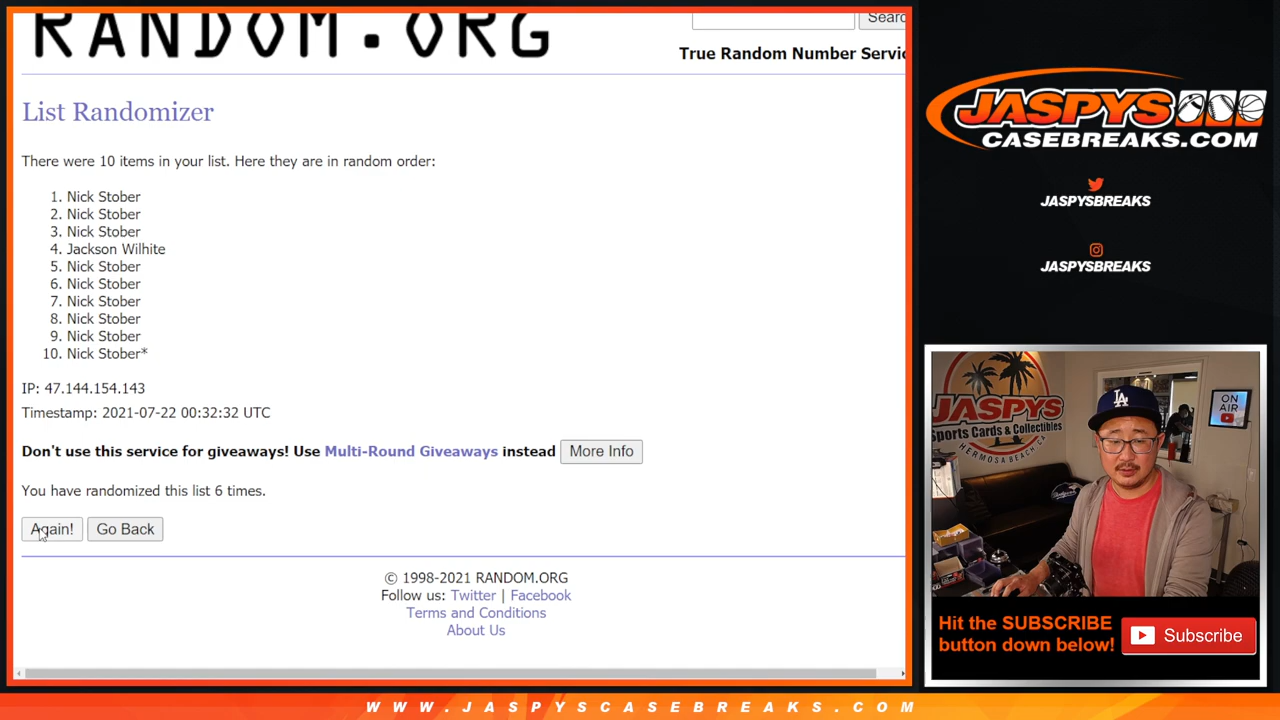 RANDOM.ORG
Sear
True Random Number Servic
List Randomizer
There were 10 items in your list. Here they are in random order:
1. Nick Stober
2. Nick Stober
3. Nick Stober
4. Jackson Wilhite
5. Nick Stober
6. Nick Stober
7. Nick Stober
8. Nick Stober
9. Nick Stober
10. Nick Stober*
IP: 47.144.154.143
Timestamp: 2021-07-22 00:32:32 UTC
Don't use this service for giveaways! Use Multi-Round Giveaways instead More Info
You have randomized this list 6 times.
Again! Go Back
© 1998-2021 RANDOM.ORG
Follow us: Twitter | Facebook
Terms and Conditions
About Us
JASPYS
CASEBREAKS.COM
JASPYSBREAKS
JASPYSBREAKS
JASPYS
Sports Cards & Collectibles
HERMOSA BEACH, CA
ON
AIR
LA
Hit the SUBSCRIBE
button down below!
Subscribe
WWW.JASPYSCASEBREAKS.COM